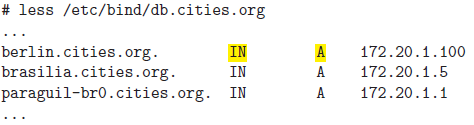 # less /etc/bind/db.cities.org
...
berlin.cities.org. IN A 172.20.1.100
brasilia.cities.org. IN A 172.20.1.5
paraguil-br0.cities.org. IN A 172.20.1.1
...